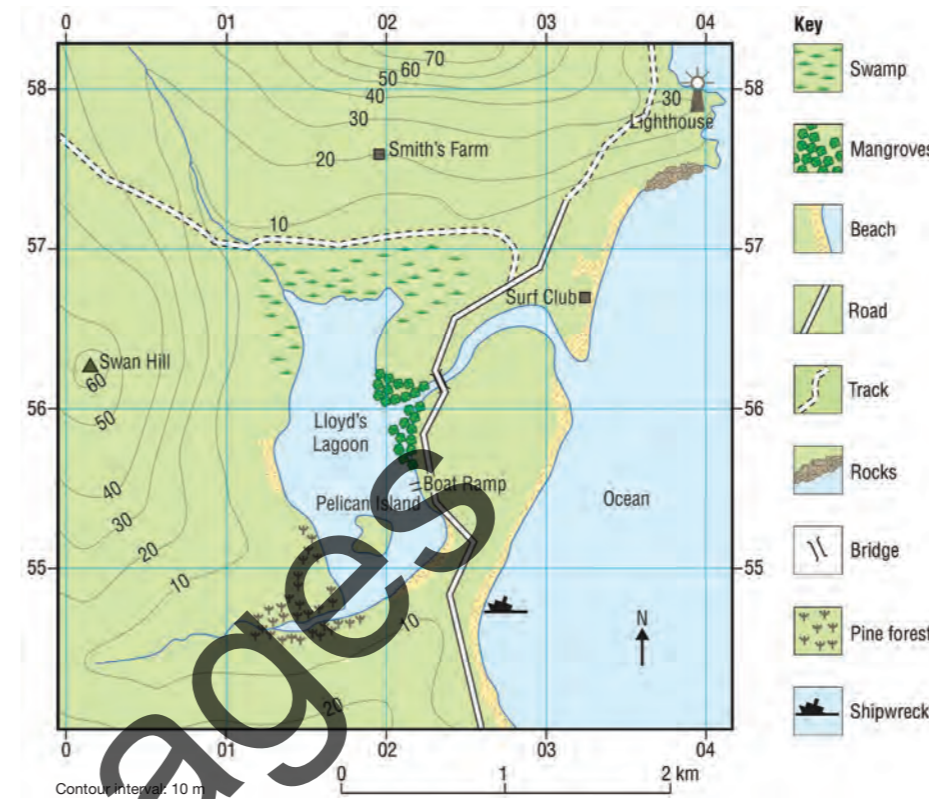 0 01 02 03 04
Key
58
70
60
50
40
30
30
Lighthouse
Swamp
Smith's Farm
20
Mangroves
57
57
10
Beach
Surf Club
Road
Swan Hill
60
50
56
56
Track
Lloyd's
Lagoon
Rocks
40
Boat Ramp
Pelican Island
Ocean
30
20
Bridge
55
55
10
N
10
Pine forest
20
Shipwreck
0 01 02 03 04
0 1 2 km
Contour interval: 10 m
ages